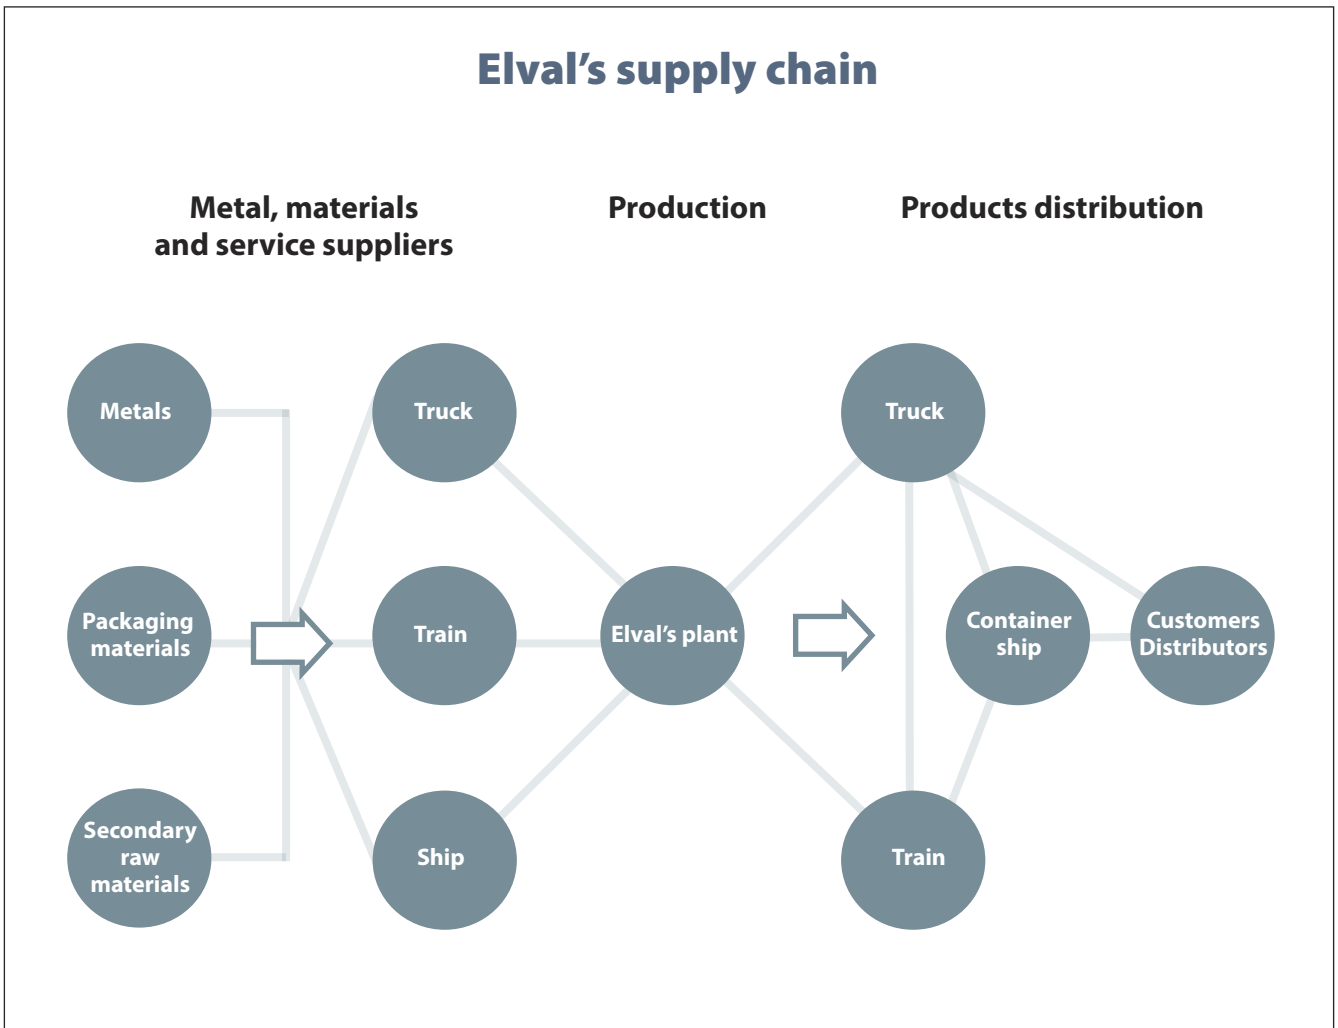 Elval’s supply chain
Metal, materials
and service suppliers
Production
Products distribution
Metals
Truck
Truck
Packaging
materials
Train
Elval’s plant
Container
ship
Customers
Distributors
Secondary
raw
materials
Ship
Train